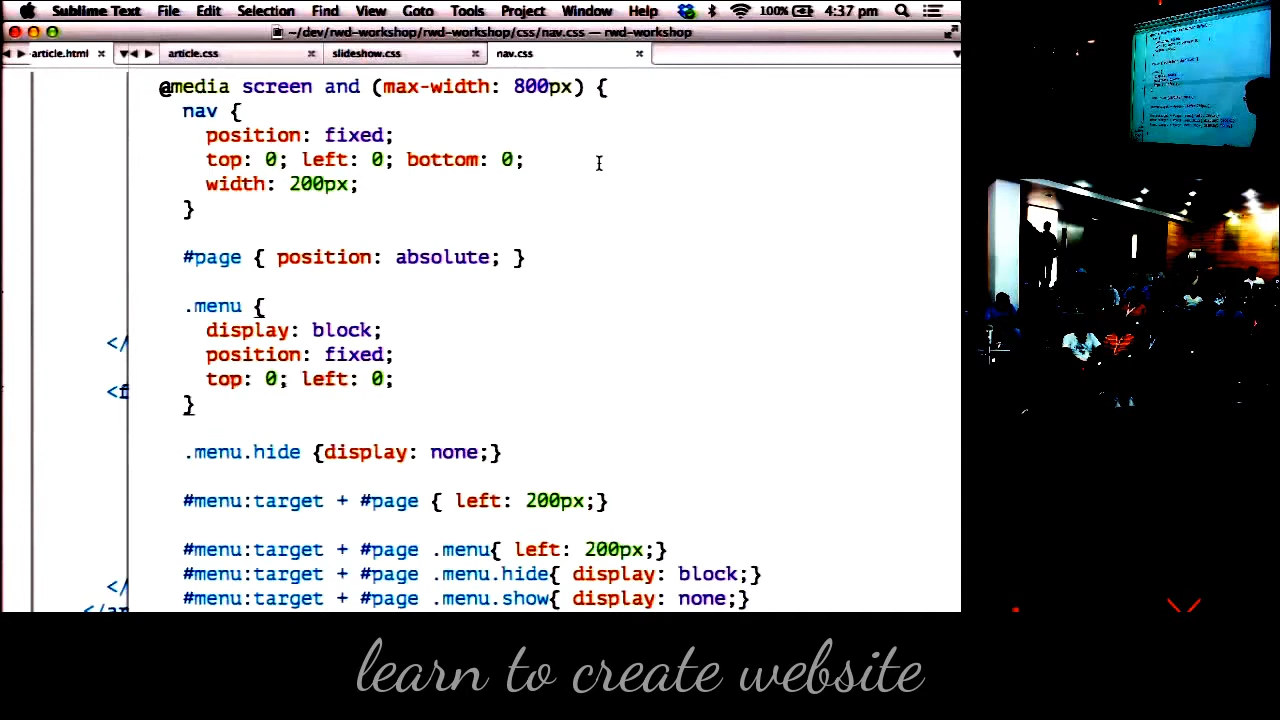 Sublime Text File Edit Selection Find View Goto Tools Project Window Help 100% 4:37 pm
~/dev/rwd-workshop/rwd-workshop/css/nav.css — rwd-workshop
article.html article.css slideshow.css nav.css
@media screen and (max-width: 800px) {
nav {
position: fixed;
top: 0; left: 0; bottom: 0;
width: 200px;
}
#page { position: absolute; }
.menu {
display: block;
</
position: fixed;
top: 0; left: 0;
<f
}
.menu.hide {display: none;}
#menu:target + #page { left: 200px;}
#menu:target + #page .menu{ left: 200px;}
#menu:target + #page .menu.hide{ display: block;}
</
#menu:target + #page .menu.show{ display: none;}
learn to create website